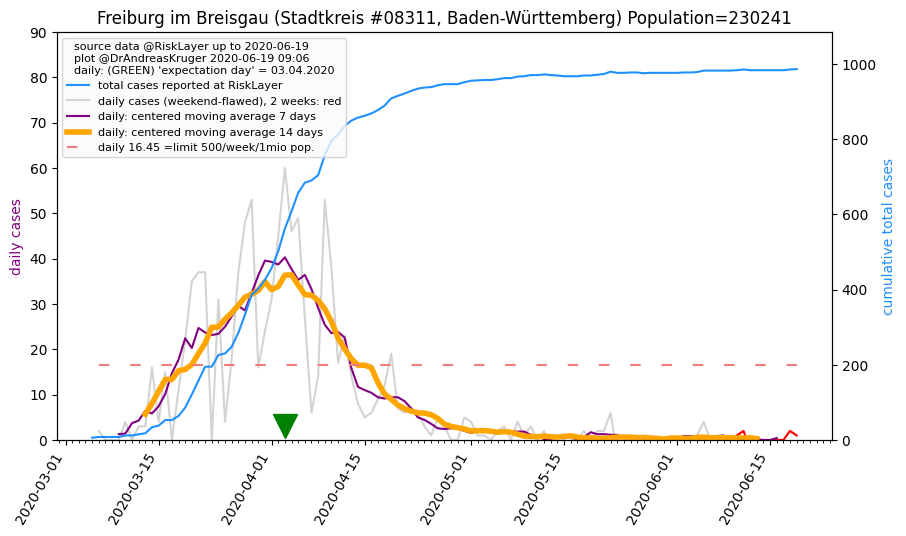 Freiburg im Breisgau (Stadtkreis #08311, Baden-Württemberg) Population=230241
source data @RiskLayer up to 2020-06-19
plot @DrAndreasKruger 2020-06-19 09:06
daily: (GREEN) 'expectation day' = 03.04.2020
total cases reported at RiskLayer
daily cases (weekend-flawed), 2 weeks: red
daily: centered moving average 7 days
daily: centered moving average 14 days
daily 16.45 =limit 500/week/1mio pop.
daily cases
90
80
70
60
50
40
30
20
10
0
1000
800
600
400
200
0
cumulative total cases
2020-03-01
2020-03-15
2020-04-01
2020-04-15
2020-05-01
2020-05-15
2020-06-01
2020-06-15